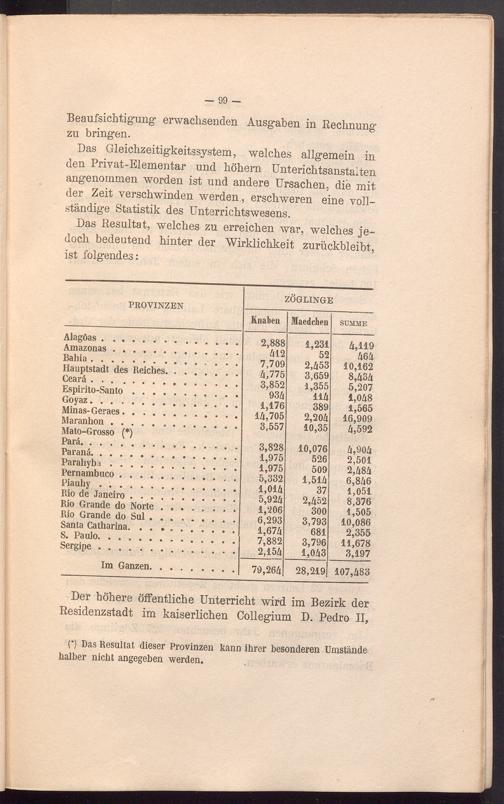 — 99 —
Beaufsichtigung erwachsenden Ausgaben in Rechnung
zu bringen.
Das Gleichzeitigkeitssystem, welches allgemein in
den Privat-Elementar und höhern Unterichtsanstalten
angenommen worden ist und andere Ursachen, die mit
der Zeit verschwinden werden, erschweren eine voll-
ständige Statistik des Unterrichtswesens.
Das Resultat, welches zu erreichen war, welches je-
doch bedeutend hinter der Wirklichkeit zurückbleibt,
ist folgendes:
PROVINZEN ZÖGLINGE
Knaben Maedchen SUMME
Alagôas . . . . . . . . . . . . . . 2,888 1,231 4,119
Amazonas . . . . . . . . . . . . . 412 52 464
Bahia . . . . . . . . . . . . . . . 7,709 2,453 10,162
Hauptstadt des Reiches. . . . . . . . 4,775 3,659 8,434
Ceará . . . . . . . . . . . . . . . 3,852 1,355 5,207
Espirito-Santo . . . . . . . . . . . 934 114 1,048
Goyaz. . . . . . . . . . . . . . . 1,176 389 1,565
Minas-Geraes. . . . . . . . . . . . 14,705 2,204 16,909
Maranhon . . . . . . . . . . . . . 3,557 10,35 4,592
Mato-Grosso (*)
Pará. . . . . . . . . . . . . . . . 3,828 10,076 4,904
Paraná. . . . . . . . . . . . . . . 1,975 526 2,501
Parahyba . . . . . . . . . . . . . 1,975 509 2,484
Pernambuco . . . . . . . . . . . . 5,332 1,514 6,846
Piauhy . . . . . . . . . . . . . . 1,014 37 1,051
Rio de Janeiro . . . . . . . . . . . 5,924 2,452 8,376
Rio Grande do Norte . . . . . . . . 1,206 300 1,505
Rio Grande do Sul . . . . . . . . . 6,293 3,793 10,086
Santa Catharina. . . . . . . . . . . 1,674 681 2,355
S. Paulo. . . . . . . . . . . . . . 7,882 3,796 11,678
Sergipe . . . . . . . . . . . . . . 2,154 1,043 3,197
Im Ganzen. . . . . . . . . 79,264 28,219 107,483
Der höhere öffentliche Unterricht wird im Bezirk der
Residenzstadt im kaiserlichen Collegium D. Pedro II,
(*) Das Resultat dieser Provinzen kann ihrer besonderen Umstände
halber nicht angegeben werden.